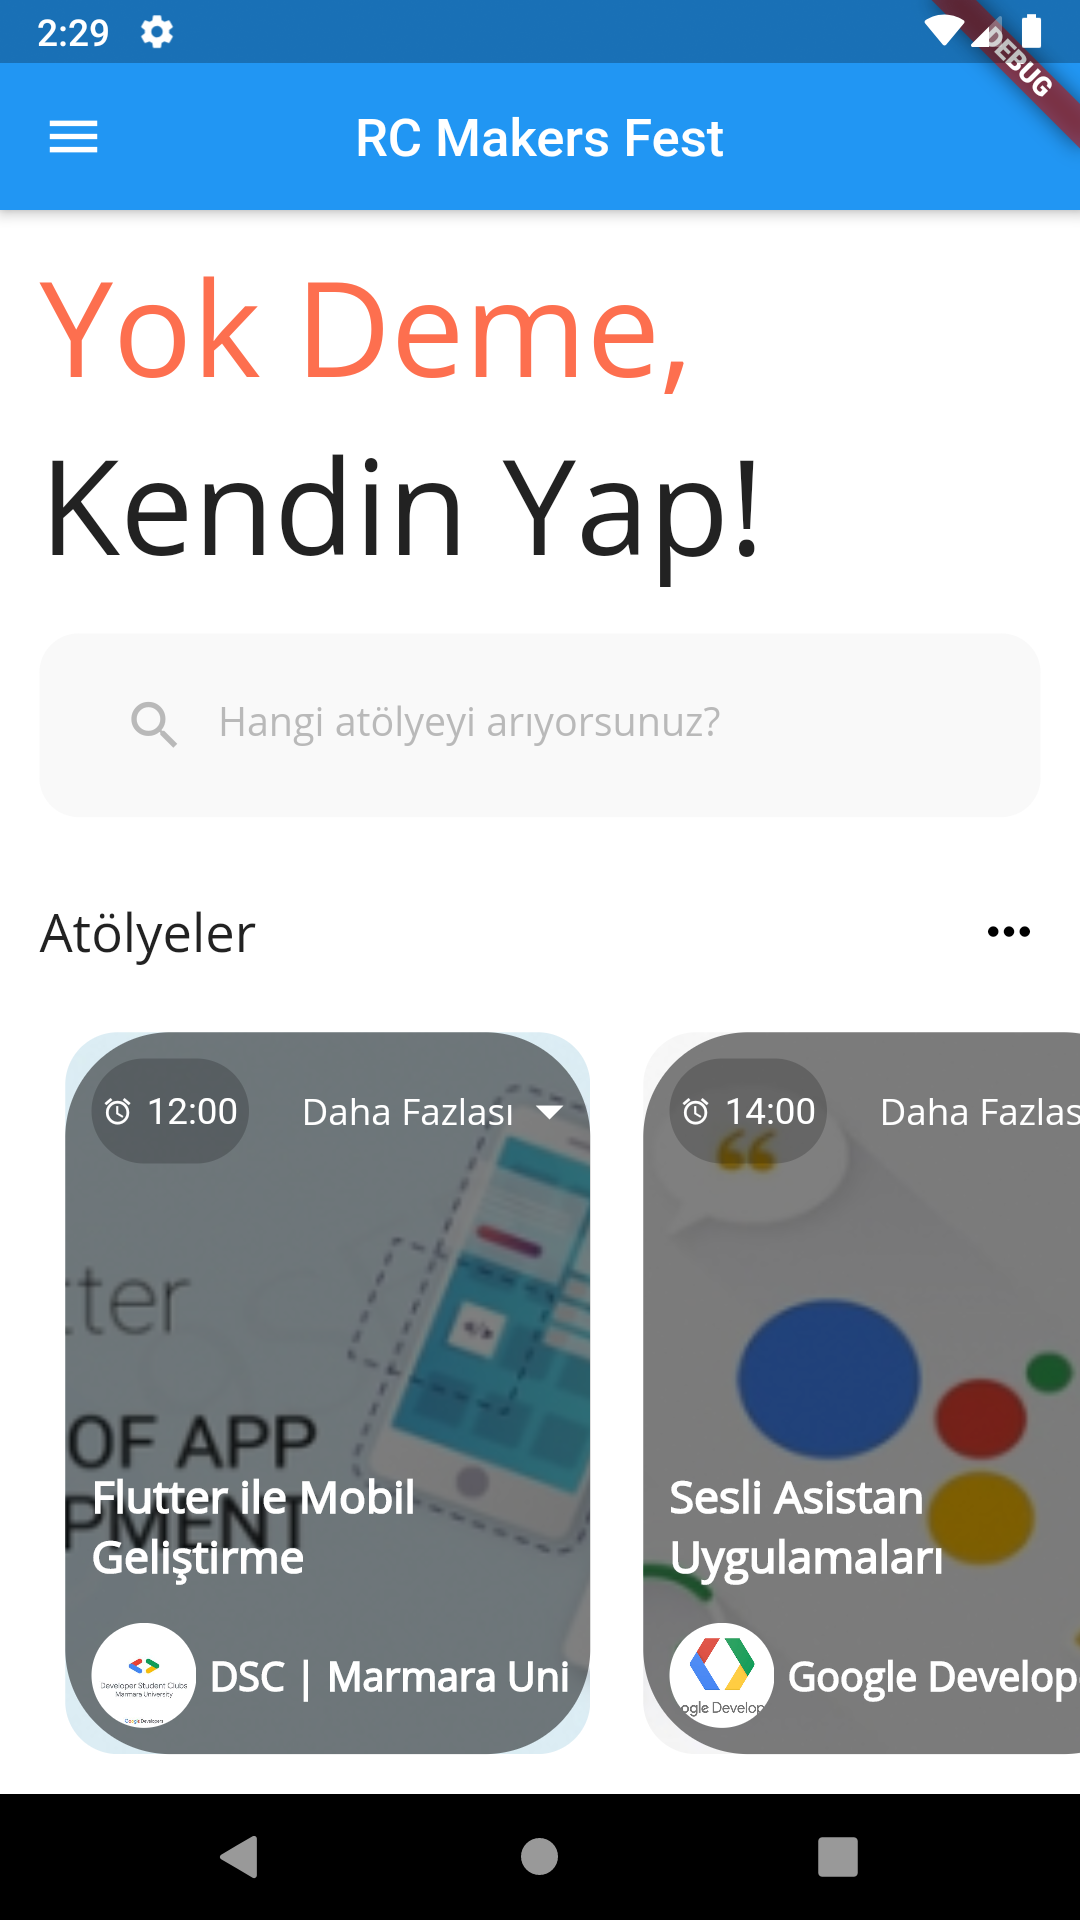 2:29
DEBUG
RC Makers Fest
Yok Deme,
Kendin Yap!
Hangi atölyeyi arıyorsunuz?
Atölyeler
12:00 Daha Fazlası
tter
OF APP
PMENT
Flutter ile Mobil
Geliştirme
Developer Student Clubs
Marmara University
Google Developers
DSC | Marmara Uni
14:00 Daha Fazlas
Sesli Asistan
Uygulamaları
ogle Develop
Google Develop